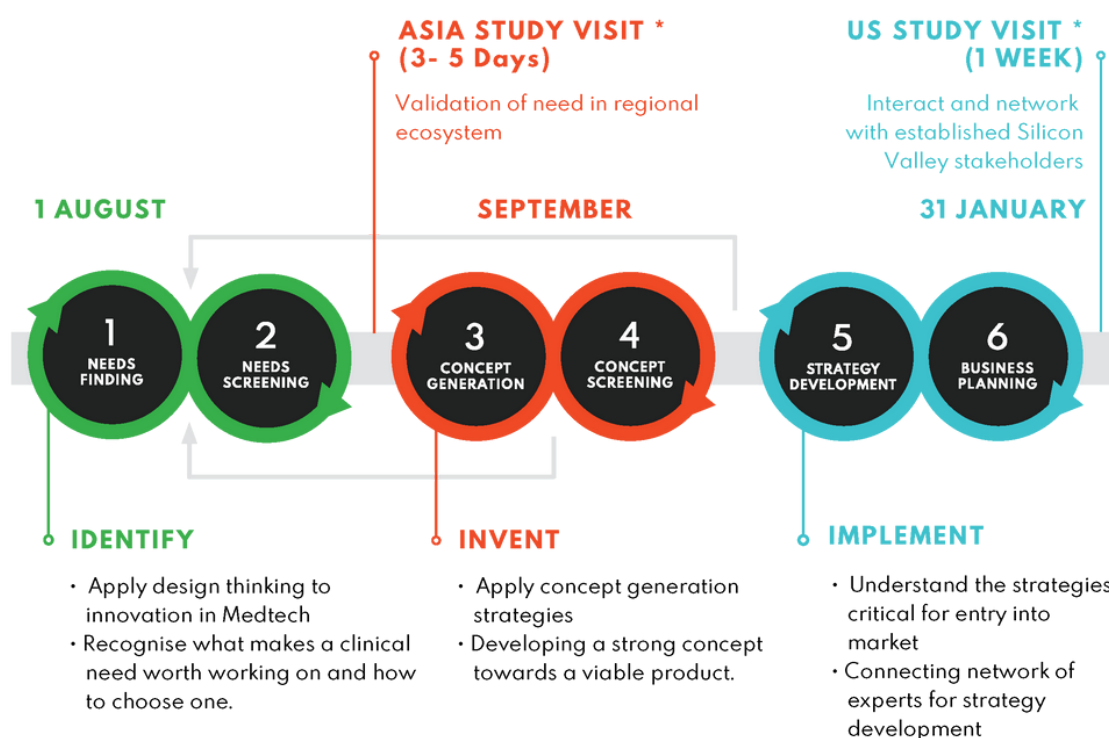 ASIA STUDY VISIT *
(3- 5 Days)
Validation of need in regional
ecosystem
US STUDY VISIT *
(1 WEEK)
Interact and network
with established Silicon
Valley stakeholders
1 AUGUST
SEPTEMBER
31 JANUARY
1
NEEDS
FINDING
2
NEEDS
SCREENING
3
CONCEPT
GENERATION
4
CONCEPT
SCREENING
5
STRATEGY
DEVELOPMENT
6
BUSINESS
PLANNING
IDENTIFY
• Apply design thinking to
innovation in Medtech
• Recognise what makes a clinical
need worth working on and how
to choose one.
INVENT
• Apply concept generation
strategies
• Developing a strong concept
towards a viable product.
IMPLEMENT
• Understand the strategies
critical for entry into
market
• Connecting network of
experts for strategy
development